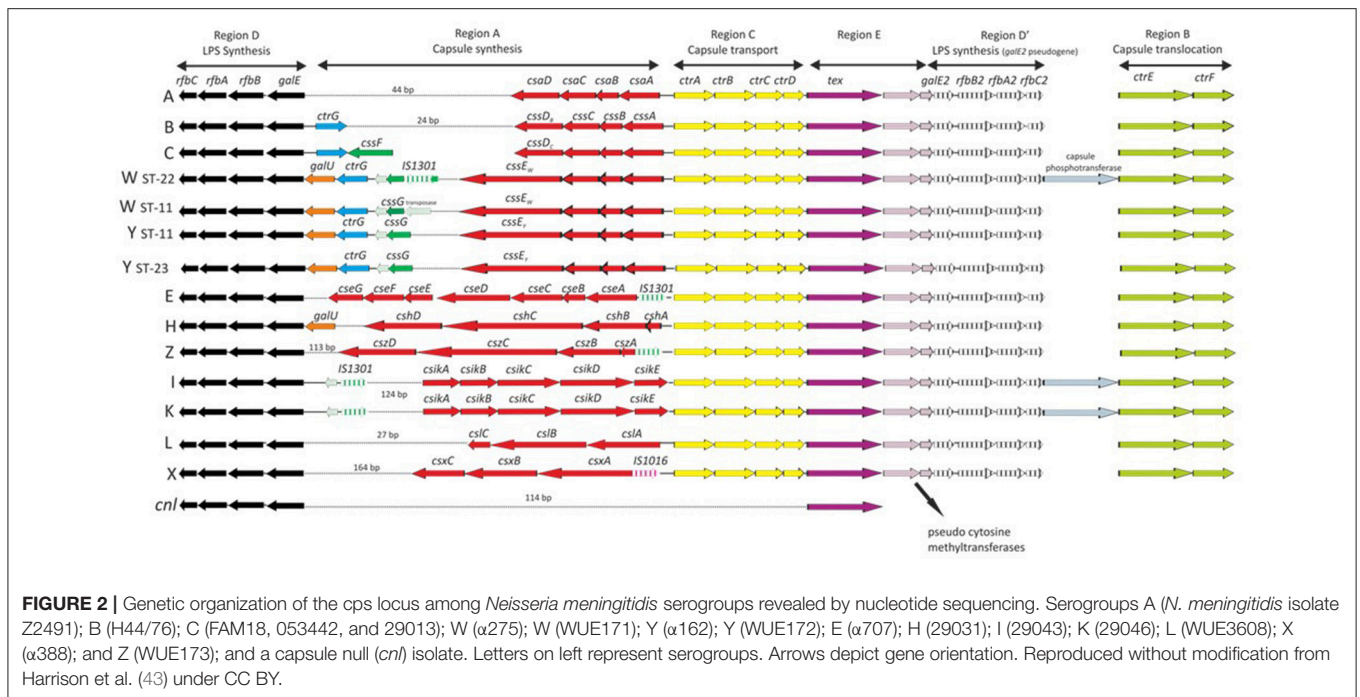 Region D
LPS Synthesis
Region A
Capsule synthesis
Region C
Capsule transport
Region E
Region D'
LPS synthesis (galE2 pseudogene)
Region B
Capsule translocation
rfbC rfbA rfbB galE csaD csaC csaB csaA ctrA ctrB ctrC ctrD tex galE2 rfbB2 rfbA2 rfbC2 ctrE ctrF
A 44 bp
ctrG 24 bp cssD_B cssC cssB cssA
B
cssF cssD_C
C
galU ctrG IS1301 cssE_W capsule phosphotransferase
W ST-22
cssG transposase cssE_W
W ST-11
cssG cssE_Y
Y ST-11
ctrG cssG cssE_Y
Y ST-23
cseG cseF cseE cseD cseC cseB cseA IS1301
E
galU cshD cshC cshB cshA
H
113 bp cszD cszC cszB cszA
Z
IS1301 csikA csikB csikC csikD csikE
I
124 bp csikA csikB csikC csikD csikE
K
27 bp cslC cslB cslA
L
164 bp csxC csxB csxA IS1016
X
cnl 114 bp
pseudo cytosine
methyltransferases
FIGURE 2 | Genetic organization of the cps locus among Neisseria meningitidis serogroups revealed by nucleotide sequencing. Serogroups A (N. meningitidis isolate
Z2491); B (H44/76); C (FAM18, 053442, and 29013); W (α275); W (WUE171); Y (α162); Y (WUE172); E (α707); H (29031); I (29043); K (29046); L (WUE3608); X
(α388); and Z (WUE173); and a capsule null (cnl) isolate. Letters on left represent serogroups. Arrows depict gene orientation. Reproduced without modification from
Harrison et al. (43) under CC BY.